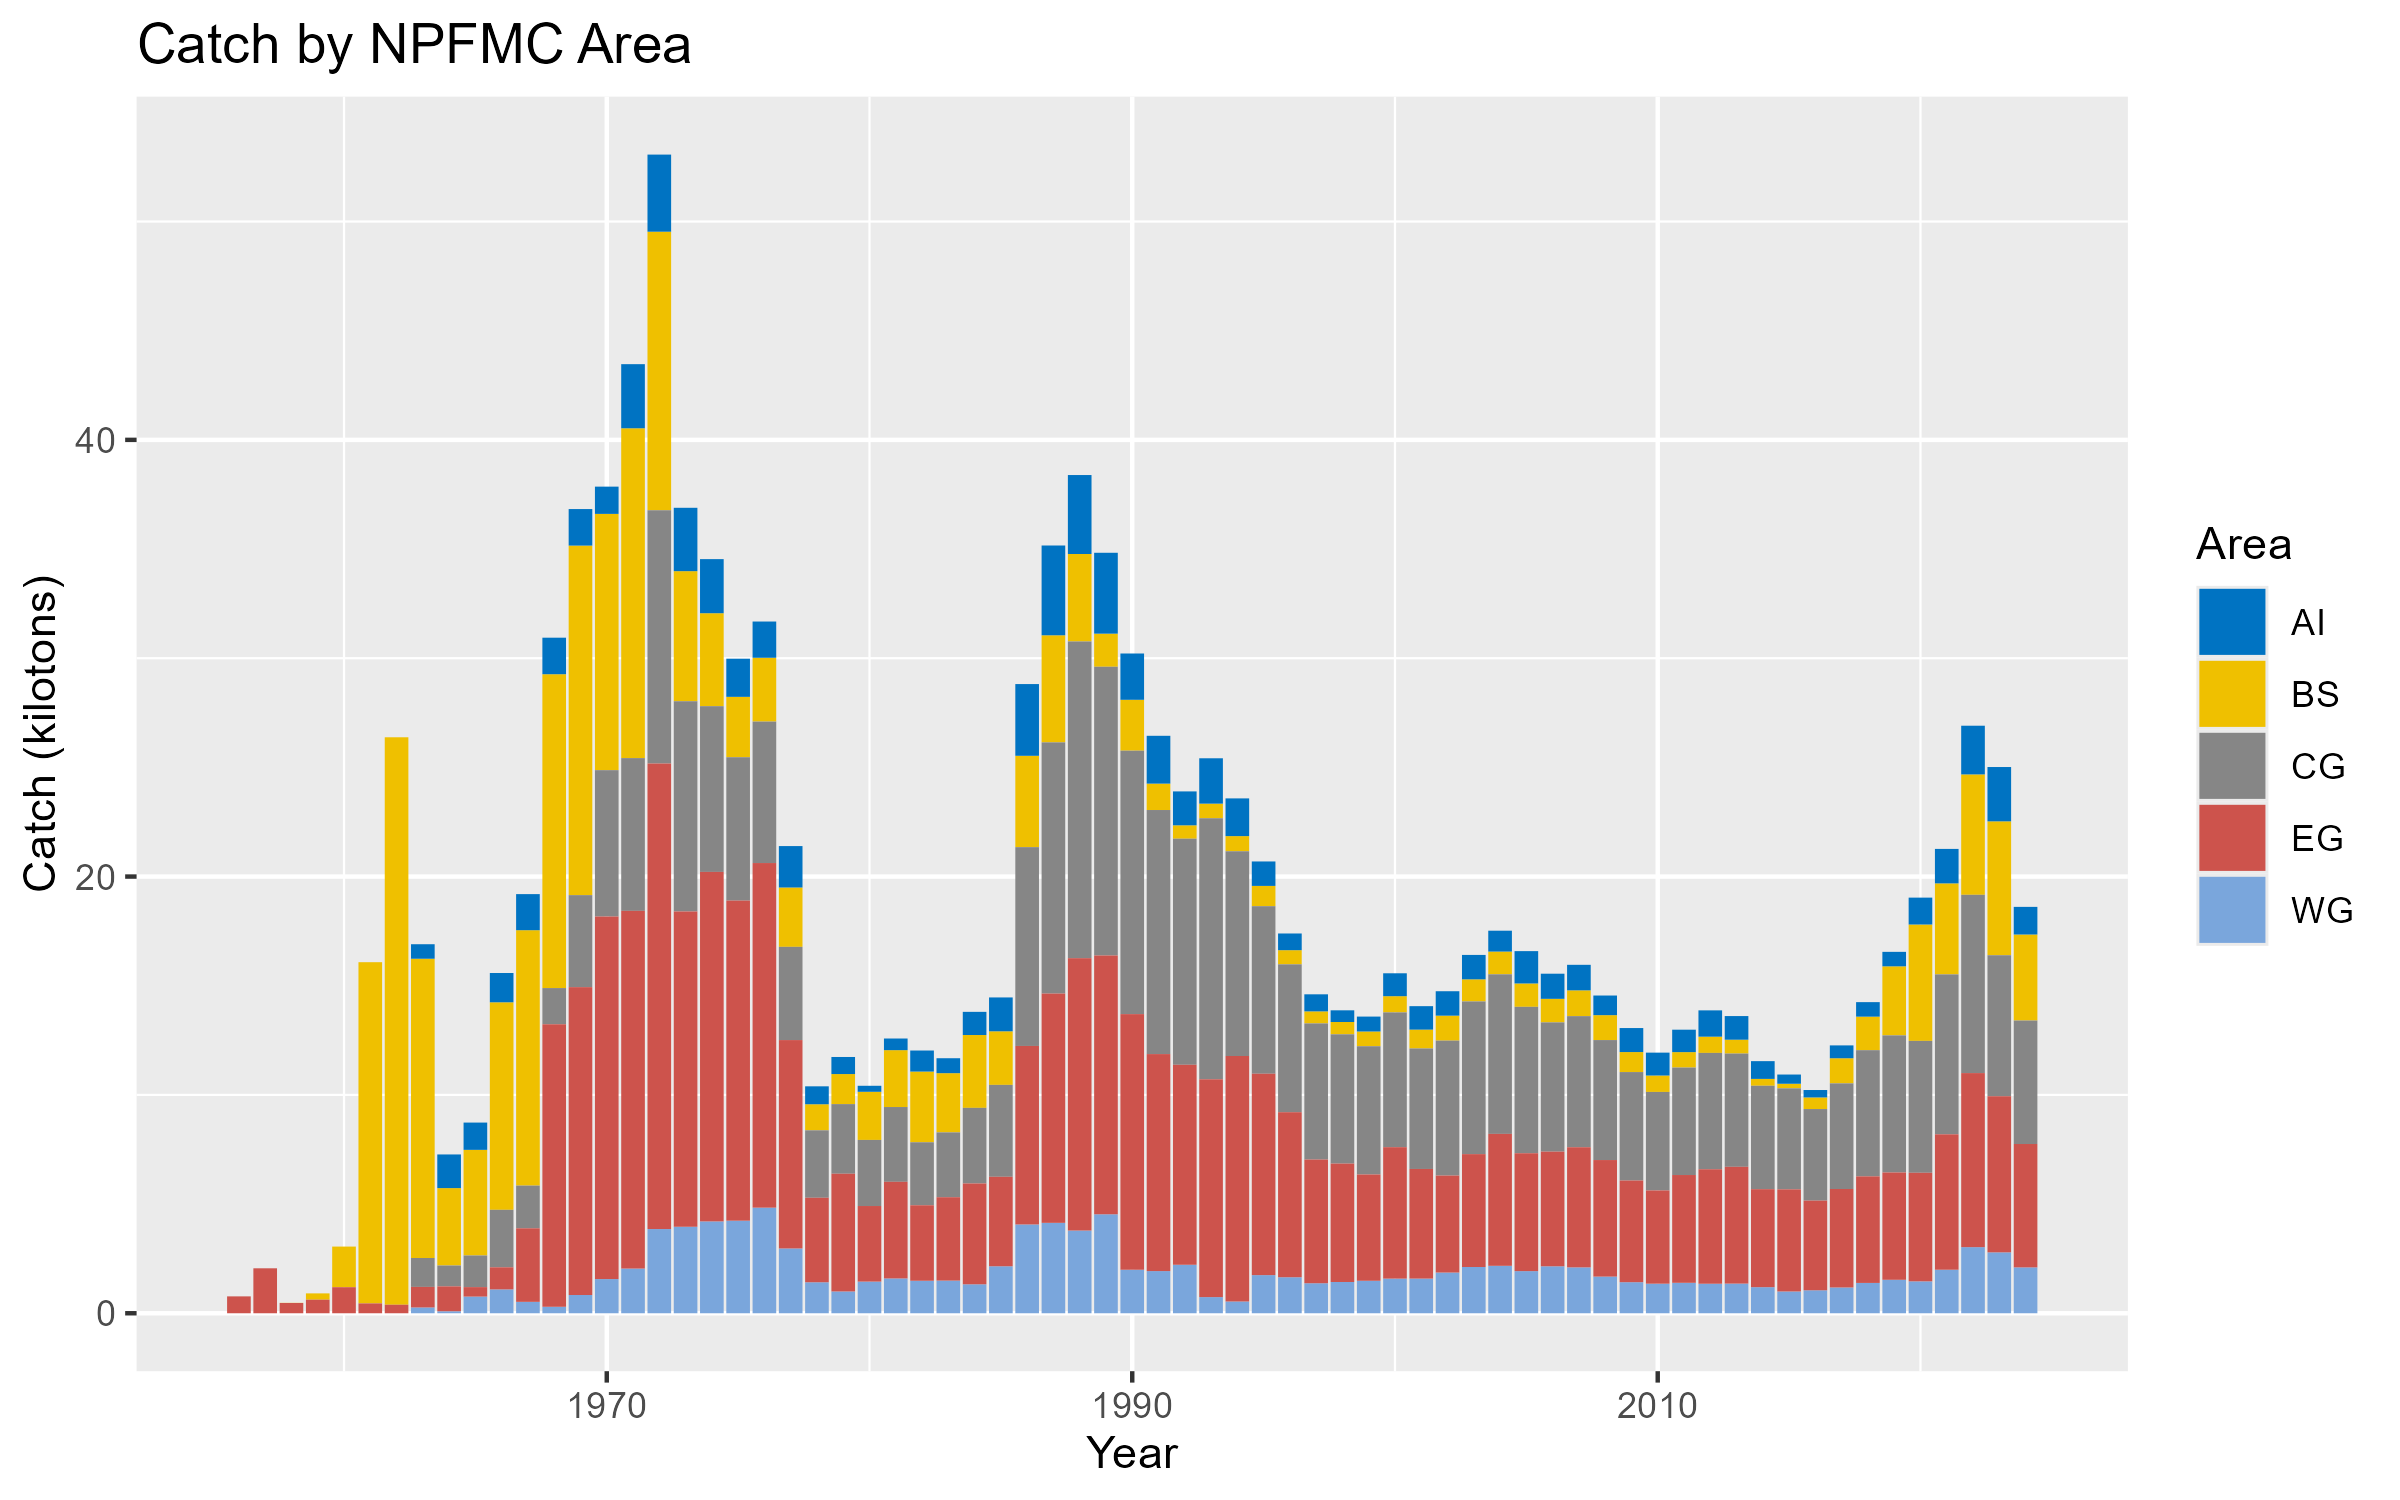 Catch by NPFMC Area
Catch (kilotons)
40
20
0
1970
1990
2010
Year
Area
AI
BS
CG
EG
WG